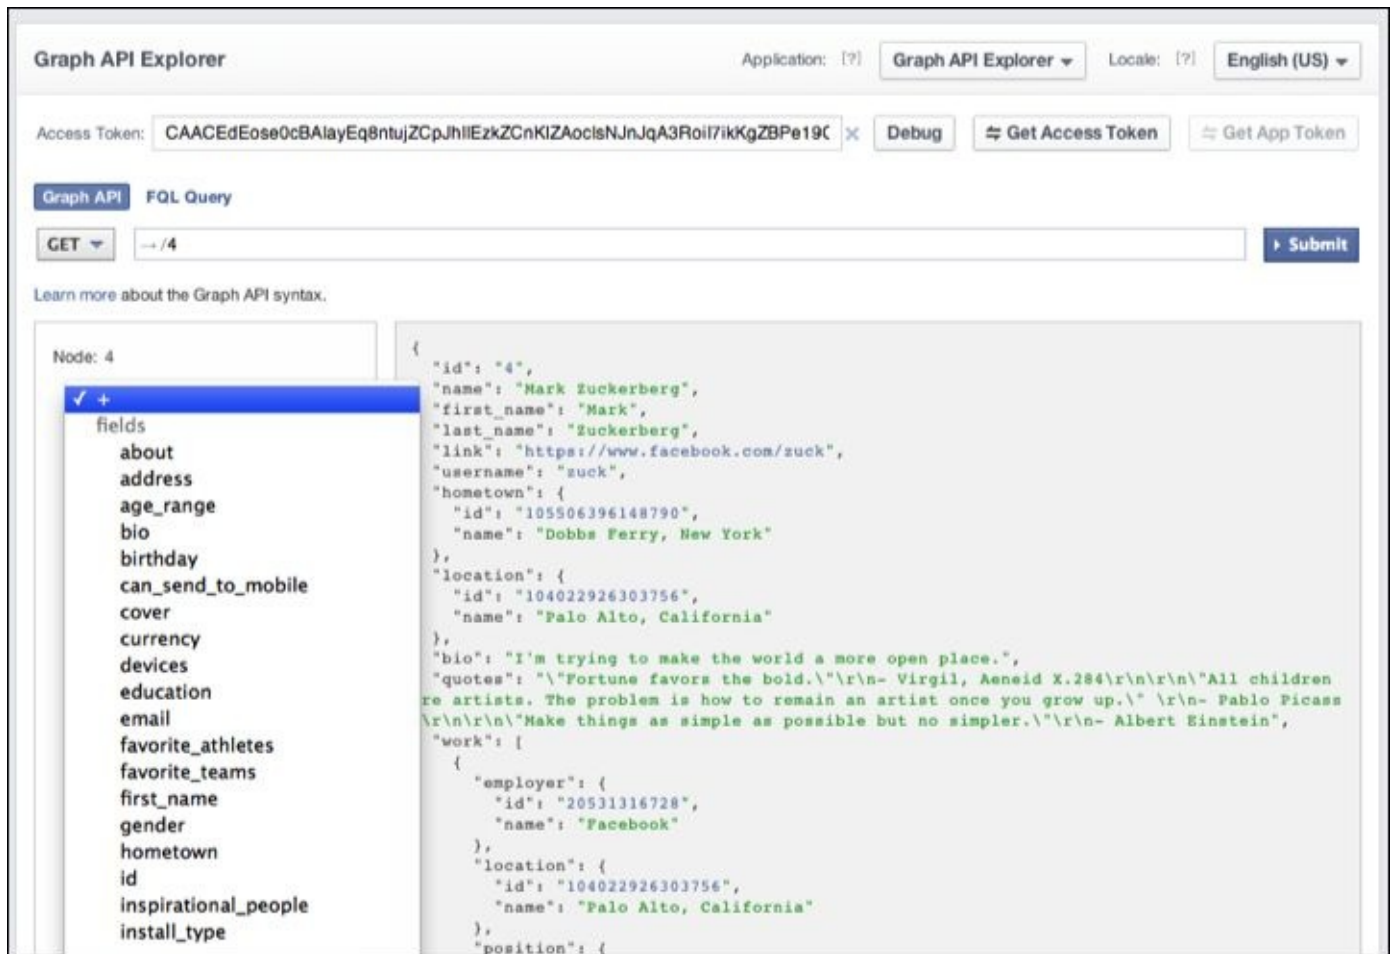 Graph API Explorer Application: [?] Graph API Explorer Locale: [?] English (US)
Access Token: CAACEdEose0cBAIayEq8ntujZCpJhIlEzkZCnKlZAoclsNJnJqA3Roil7ikKgZBPe19C × Debug Get Access Token Get App Token
Graph API FQL Query
GET → /4 Submit
Learn more about the Graph API syntax.
Node: 4
✓ +
fields
about
address
age_range
bio
birthday
can_send_to_mobile
cover
currency
devices
education
email
favorite_athletes
favorite_teams
first_name
gender
hometown
id
inspirational_people
install_type
{
"id": "4",
"name": "Mark Zuckerberg",
"first_name": "Mark",
"last_name": "Zuckerberg",
"link": "https://www.facebook.com/zuck",
"username": "zuck",
"hometown": {
"id": "105506396148790",
"name": "Dobbs Ferry, New York"
},
"location": {
"id": "104022926303756",
"name": "Palo Alto, California"
},
"bio": "I'm trying to make the world a more open place.",
"quotes": "\"Fortune favors the bold.\"\r\n- Virgil, Aeneid X.284\r\n\r\n\"All children
re artists. The problem is how to remain an artist once you grow up.\" \r\n- Pablo Picass
\r\n\r\n\"Make things as simple as possible but no simpler.\"\r\n- Albert Einstein",
"work": [
{
"employer": {
"id": "20531316728",
"name": "Facebook"
},
"location": {
"id": "104022926303756",
"name": "Palo Alto, California"
},
"position": {